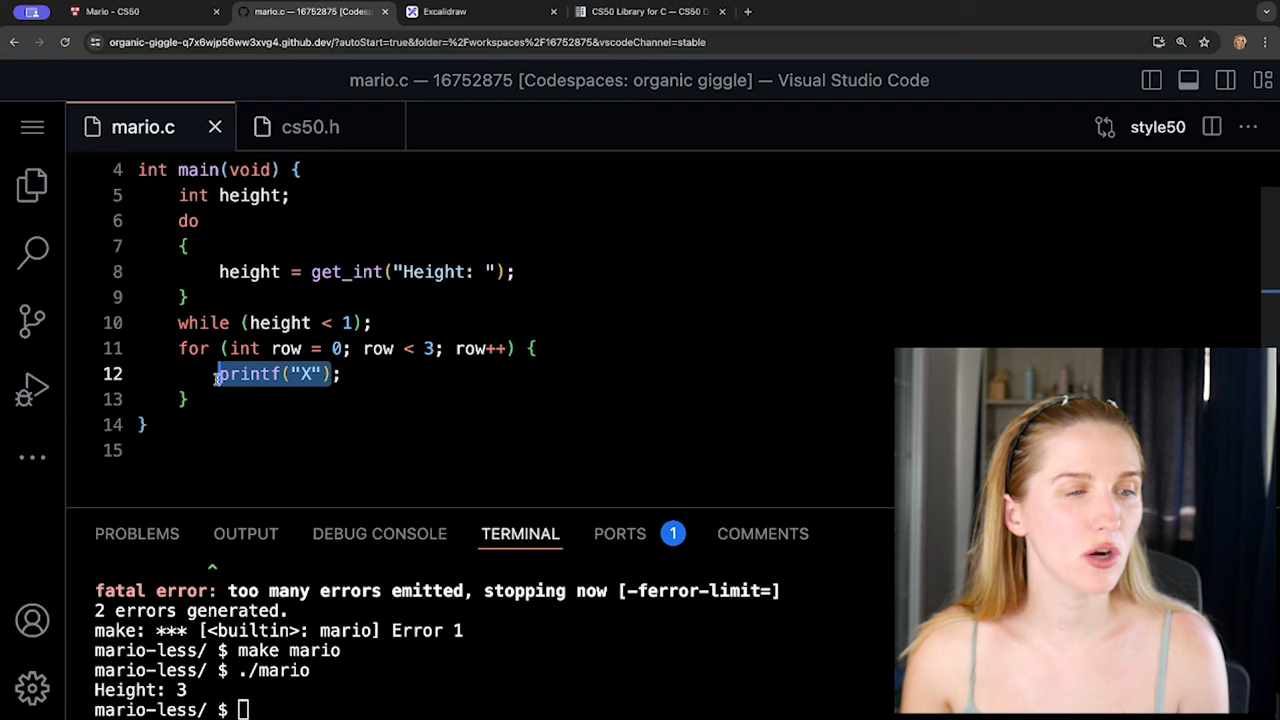 Mario - CS50
mario.c — 16752875 [Codesp
Excalidraw
CS50 Library for C — CS50 D
organic-giggle-q7x6wjp56ww3xvg4.github.dev/?autoStart=true&folder=%2Fworkspaces%2F16752875&vscodeChannel=stable
mario.c — 16752875 [Codespaces: organic giggle] — Visual Studio Code
mario.c
cs50.h
style50
4 int main(void) {
5 int height;
6 do
7 {
8 height = get_int("Height: ");
9 }
10 while (height < 1);
11 for (int row = 0; row < 3; row++) {
12 printf("X");
13 }
14 }
15
PROBLEMS OUTPUT DEBUG CONSOLE TERMINAL PORTS 1 COMMENTS
^
fatal error: too many errors emitted, stopping now [-ferror-limit=]
2 errors generated.
make: *** [<builtin>: mario] Error 1
mario-less/ $ make mario
mario-less/ $ ./mario
Height: 3
mario-less/ $